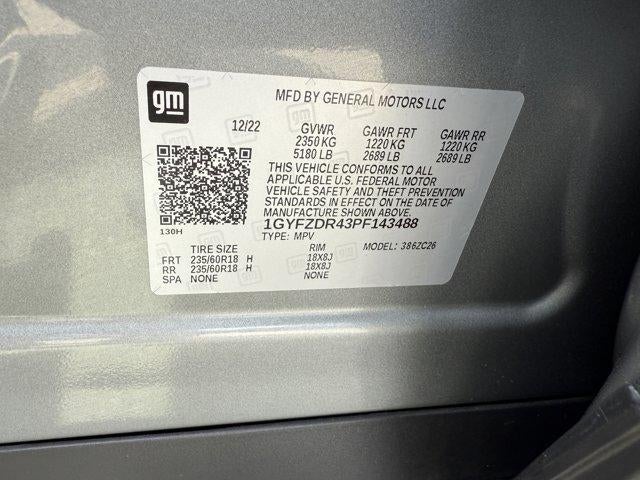 gm
MFD BY GENERAL MOTORS LLC
12/22 GVWR GAWR FRT GAWR RR
2350 KG 1220 KG 1220 KG
5180 LB 2689 LB 2689 LB
THIS VEHICLE CONFORMS TO ALL
APPLICABLE U.S. FEDERAL MOTOR
VEHICLE SAFETY AND THEFT PREVENTION
STANDARDS IN EFFECT ON THE DATE OF
MANUFACTURE SHOWN ABOVE.
130H
1GYFZDR43PF143488
TYPE: MPV MODEL: 386ZC26
TIRE SIZE RIM
FRT 235/60R18 H 18X8J
RR 235/60R18 H 18X8J
SPA NONE NONE